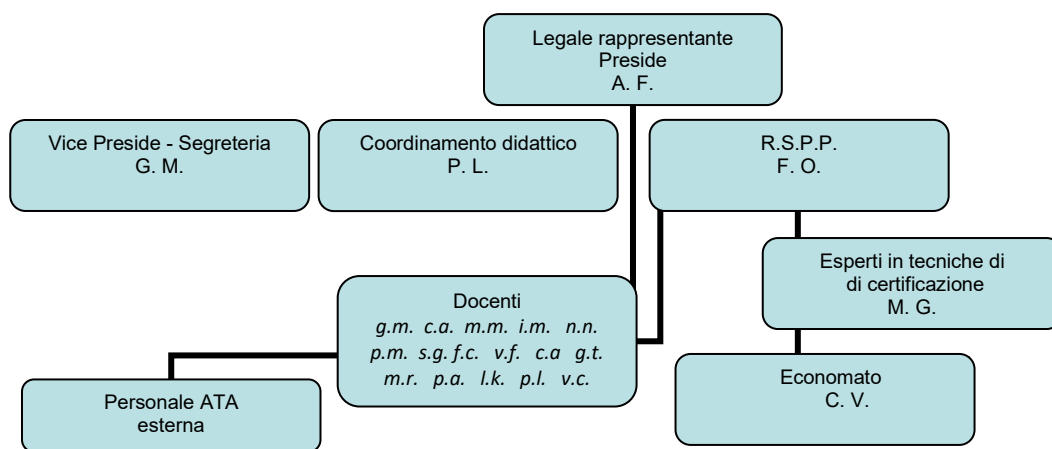 Legale rappresentante
Preside
A. F.
Vice Preside - Segreteria
G. M.
Coordinamento didattico
P. L.
R.S.P.P.
F. O.
Esperti in tecniche di
di certificazione
M. G.
Docenti
g.m. c.a. m.m. i.m. n.n.
p.m. s.g. f.c. v.f. c.a g.t.
m.r. p.a. l.k. p.l. v.c.
Economato
C. V.
Personale ATA
esterna